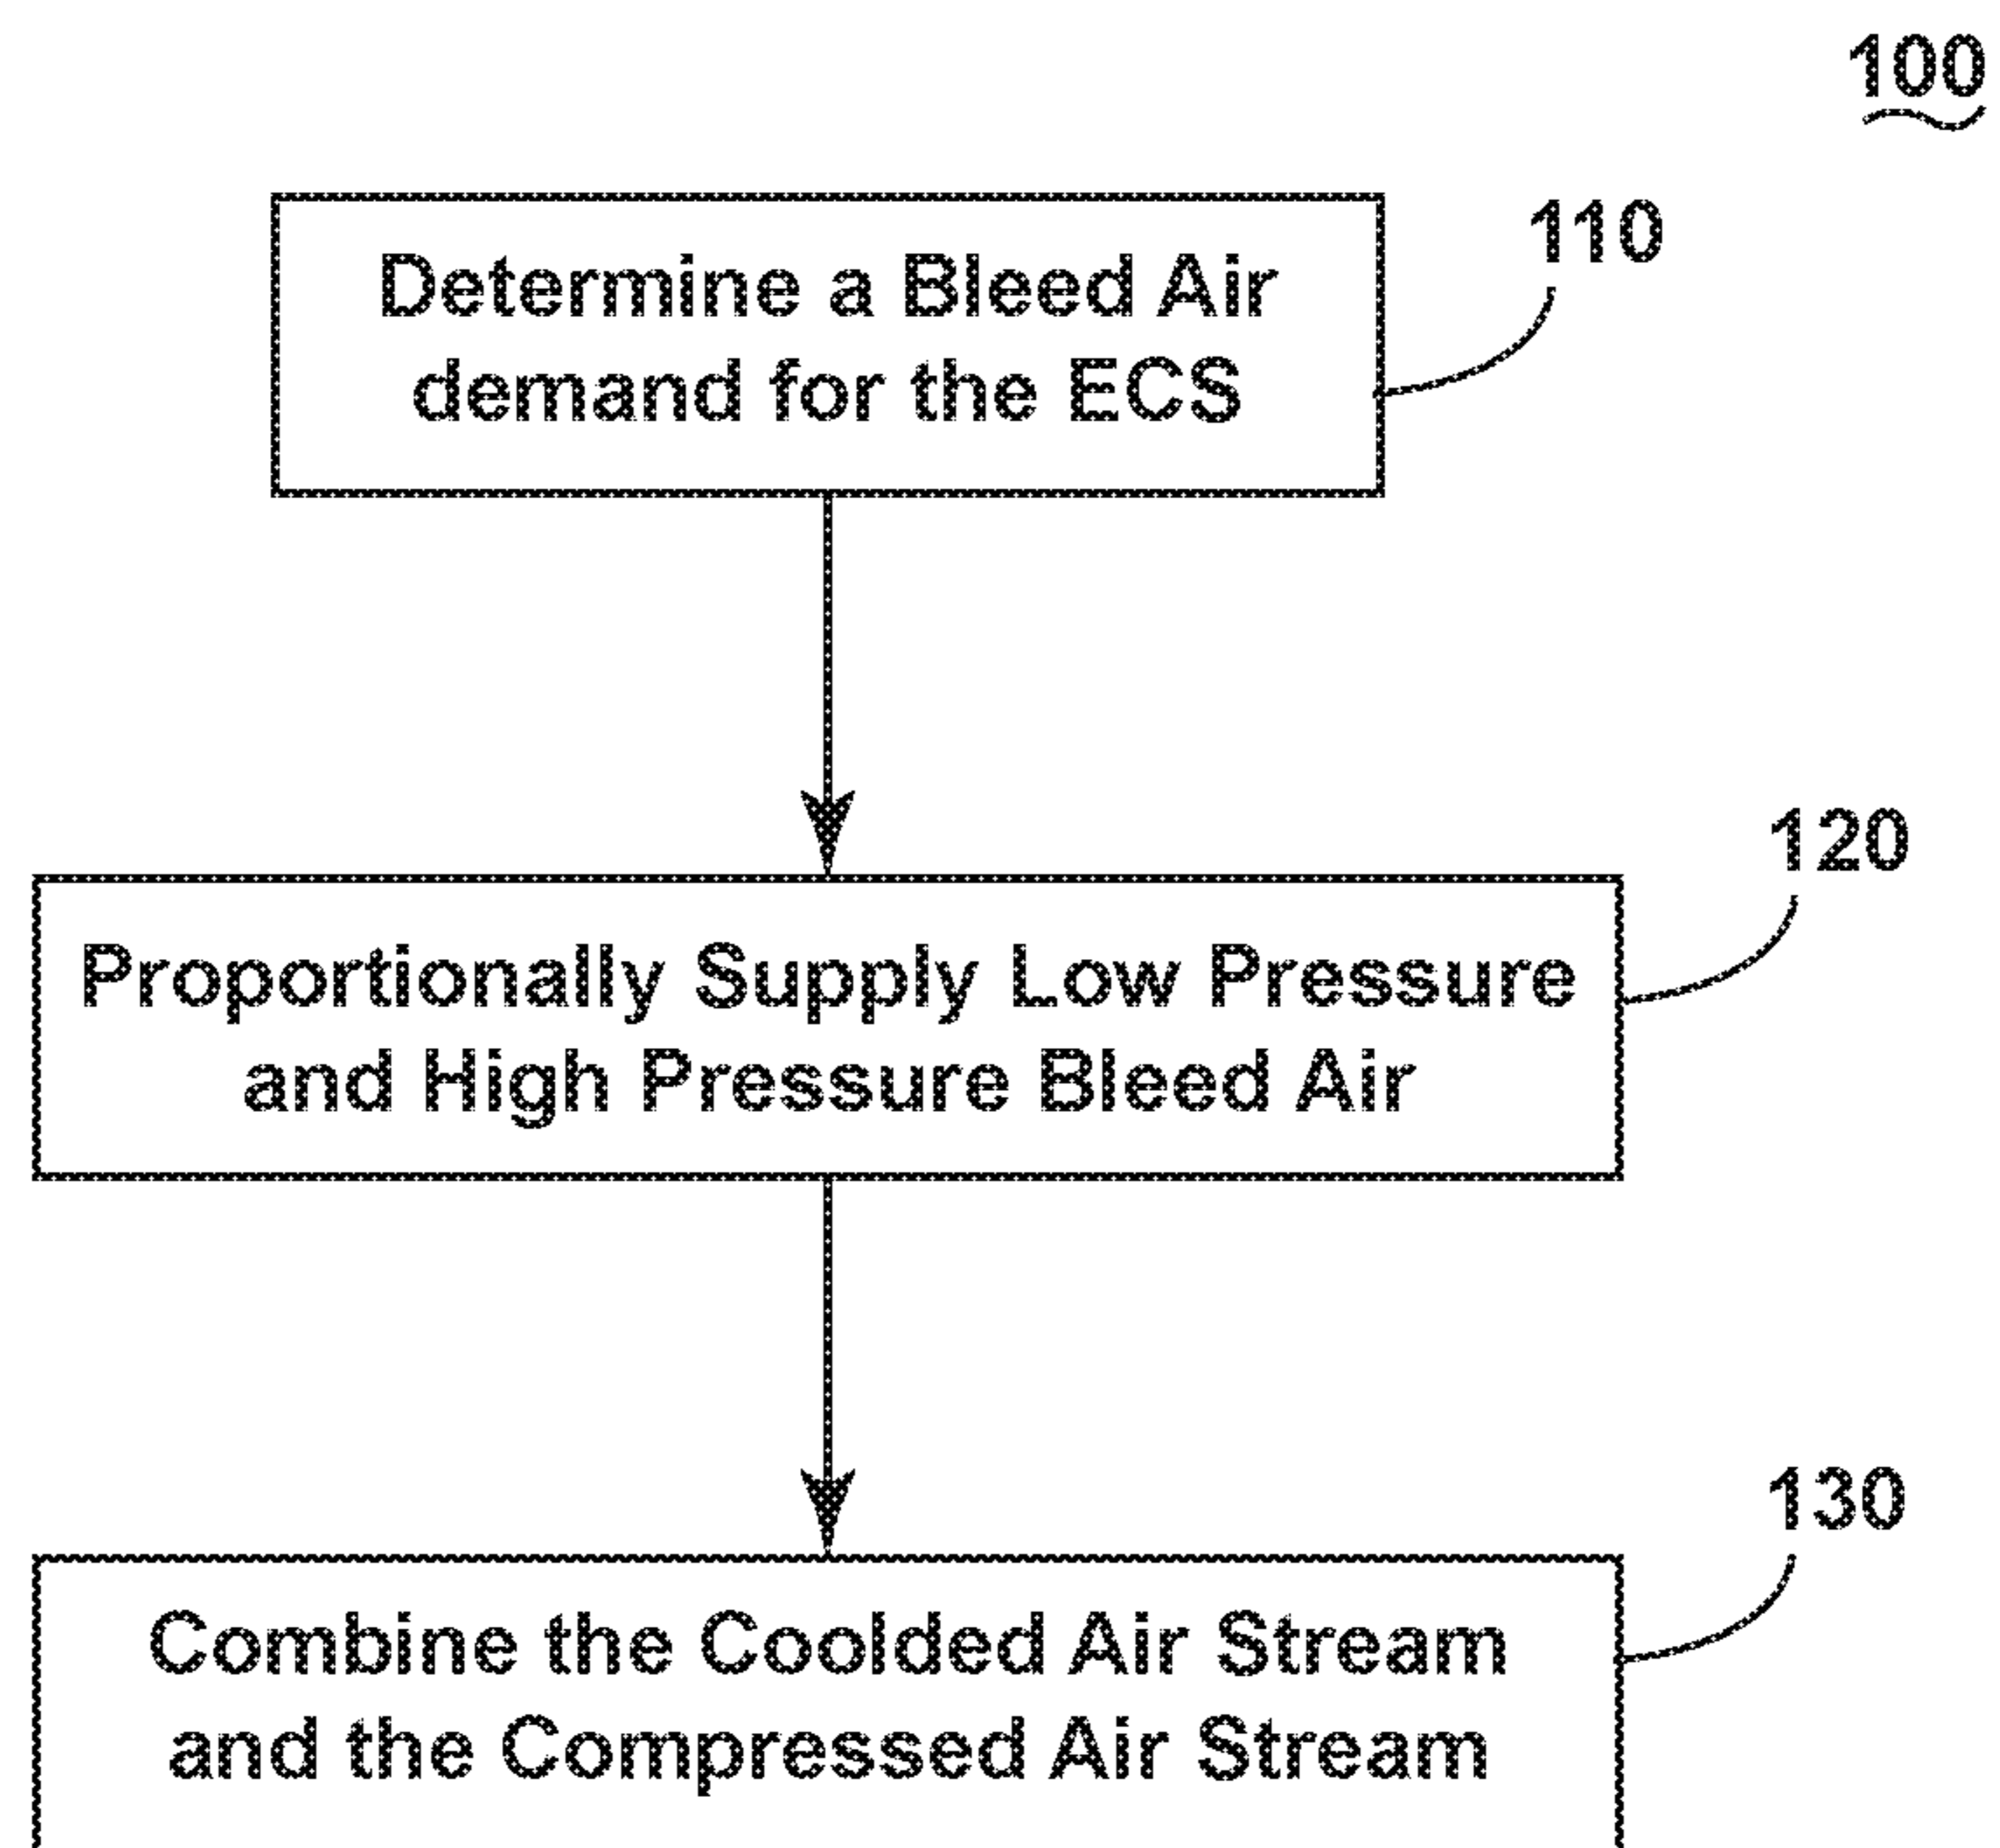 100
110
Determine a Bleed Air
demand for the ECS
120
Proportionally Supply Low Pressure
and High Pressure Bleed Air
130
Combine the Coolded Air Stream
and the Compressed Air Stream